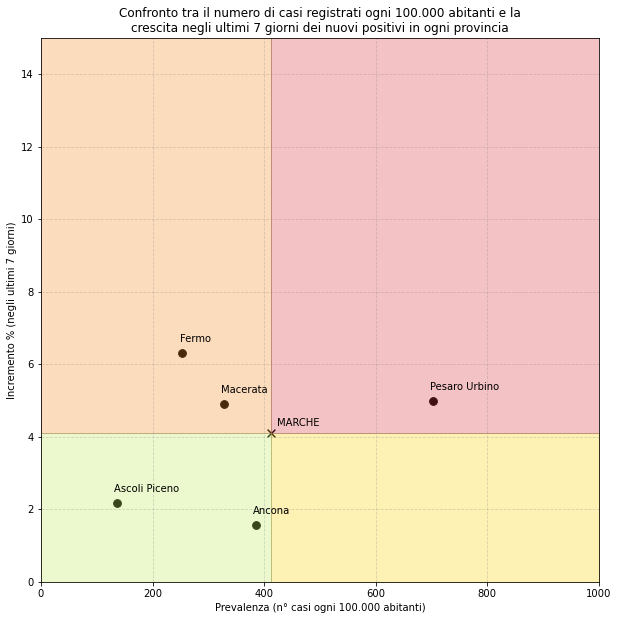 Confronto tra il numero di casi registrati ogni 100.000 abitanti e la
crescita negli ultimi 7 giorni dei nuovi positivi in ogni provincia
Incremento % (negli ultimi 7 giorni)
14
12
10
8
6
4
2
0
Fermo
Macerata
Pesaro Urbino
MARCHE
Ascoli Piceno
Ancona
0
200
400
600
800
1000
Prevalenza (n° casi ogni 100.000 abitanti)